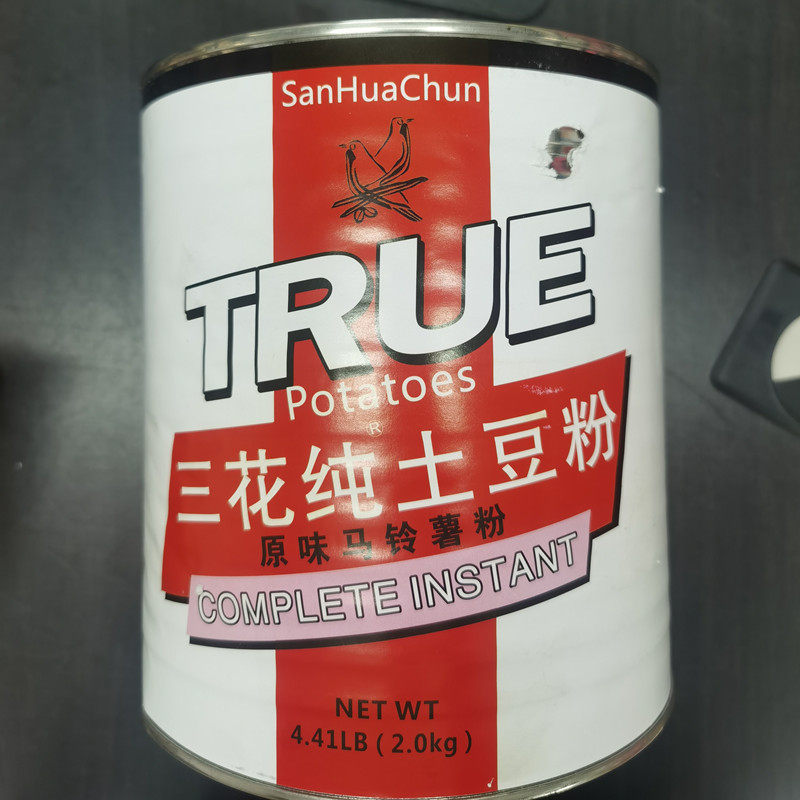 SanHuaChun
TRUE
Potatoes
®
三花纯土豆粉
原味马铃薯粉
COMPLETE INSTANT
NET WT
4.41LB(2.0kg)